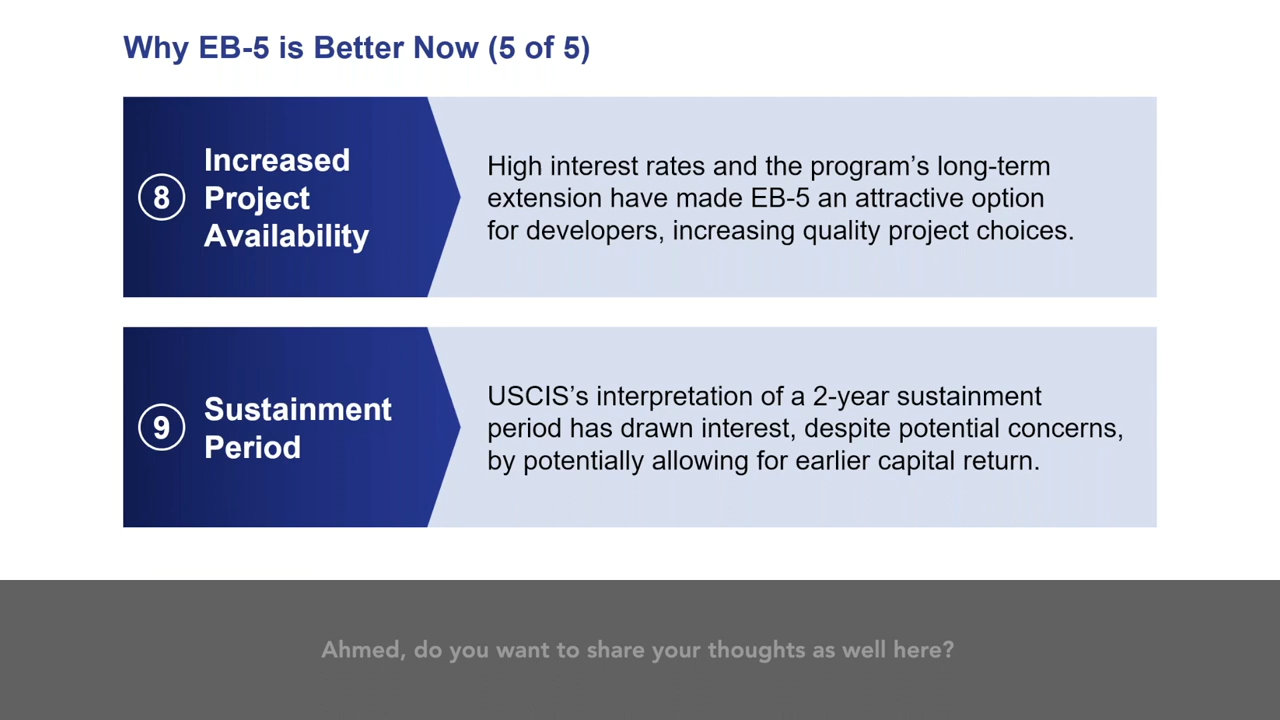 Why EB-5 is Better Now (5 of 5)
8
Increased
Project
Availability
High interest rates and the program’s long-term
extension have made EB-5 an attractive option
for developers, increasing quality project choices.
9
Sustainment
Period
USCIS’s interpretation of a 2-year sustainment
period has drawn interest, despite potential concerns,
by potentially allowing for earlier capital return.
Ahmed, do you want to share your thoughts as well here?